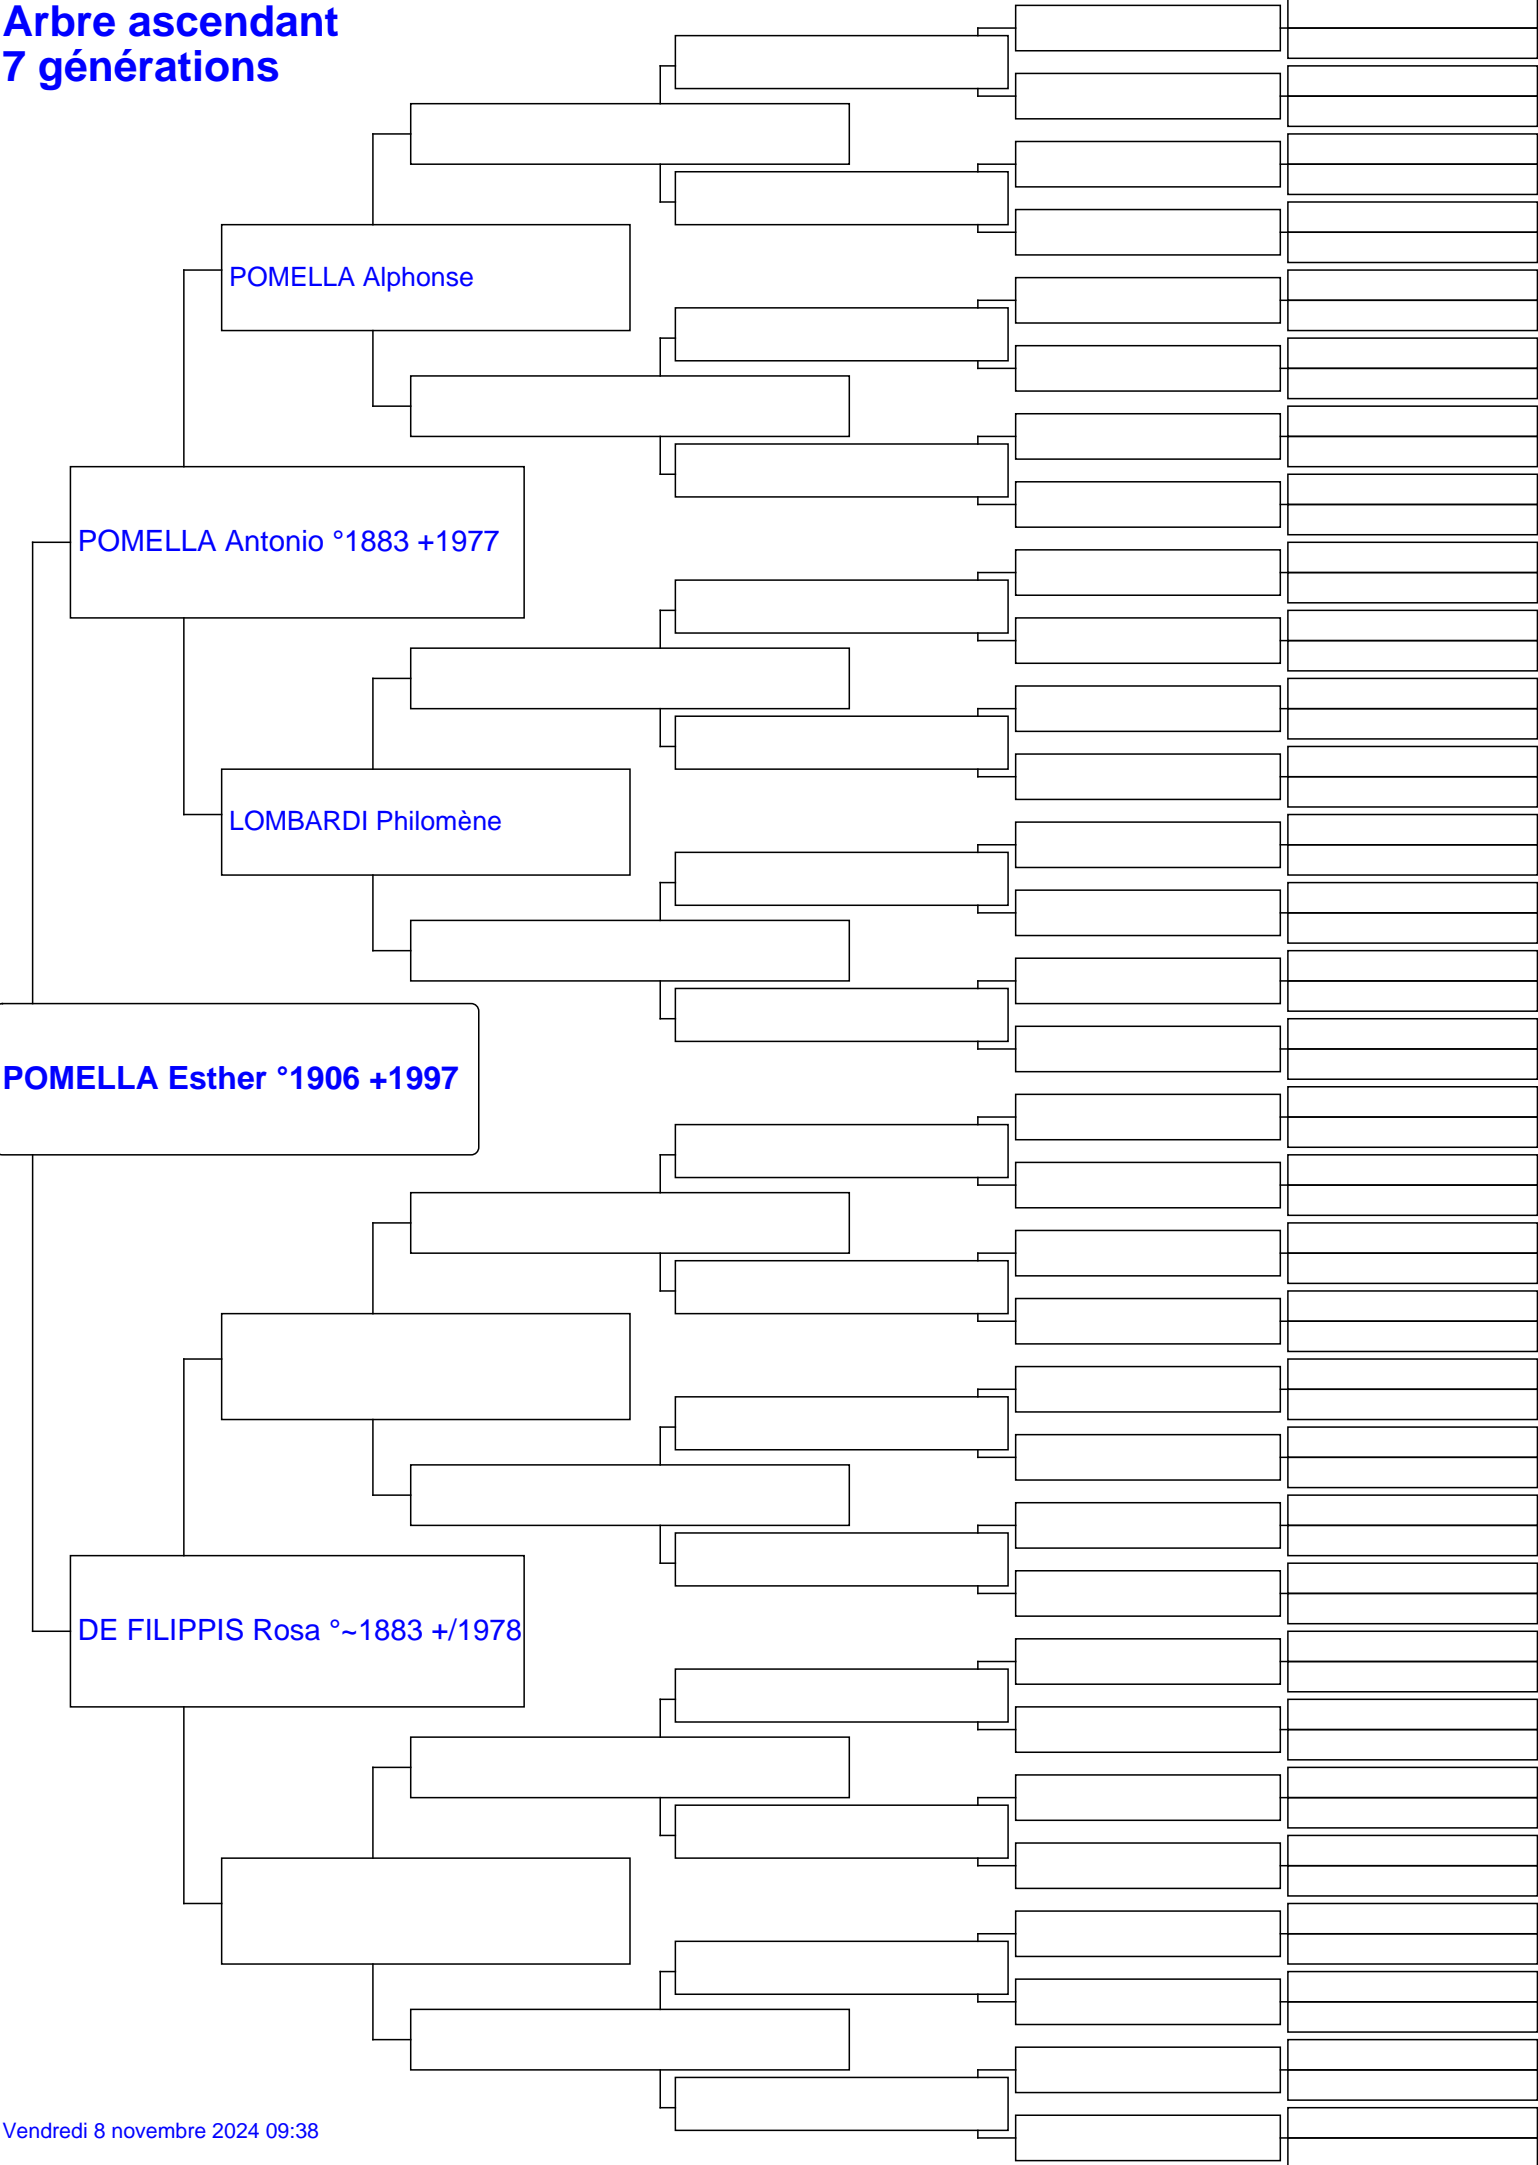 Arbre ascendant
7 générations
POMELLA Alphonse
POMELLA Antonio °1883 +1977
LOMBARDI Philomène
POMELLA Esther °1906 +1997
DE FILIPPIS Rosa °~1883 +/1978
Vendredi 8 novembre 2024 09:38